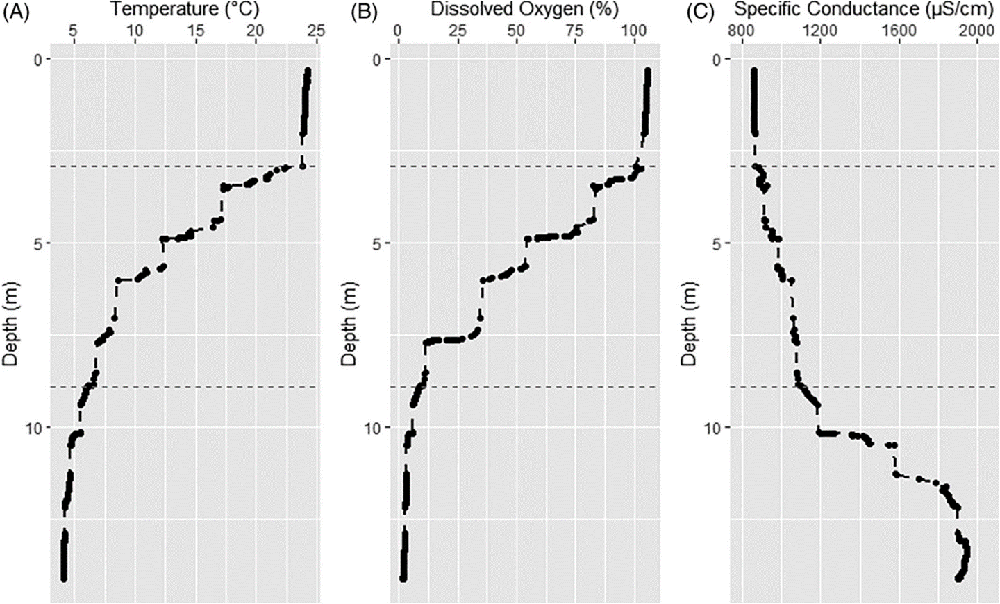 (A) Temperature (°C)
5 10 15 20 25
0
5
10
Depth (m)
(B) Dissolved Oxygen (%)
0 25 50 75 100
0
5
10
Depth (m)
(C) Specific Conductance (µS/cm)
800 1200 1600 2000
0
5
10
Depth (m)